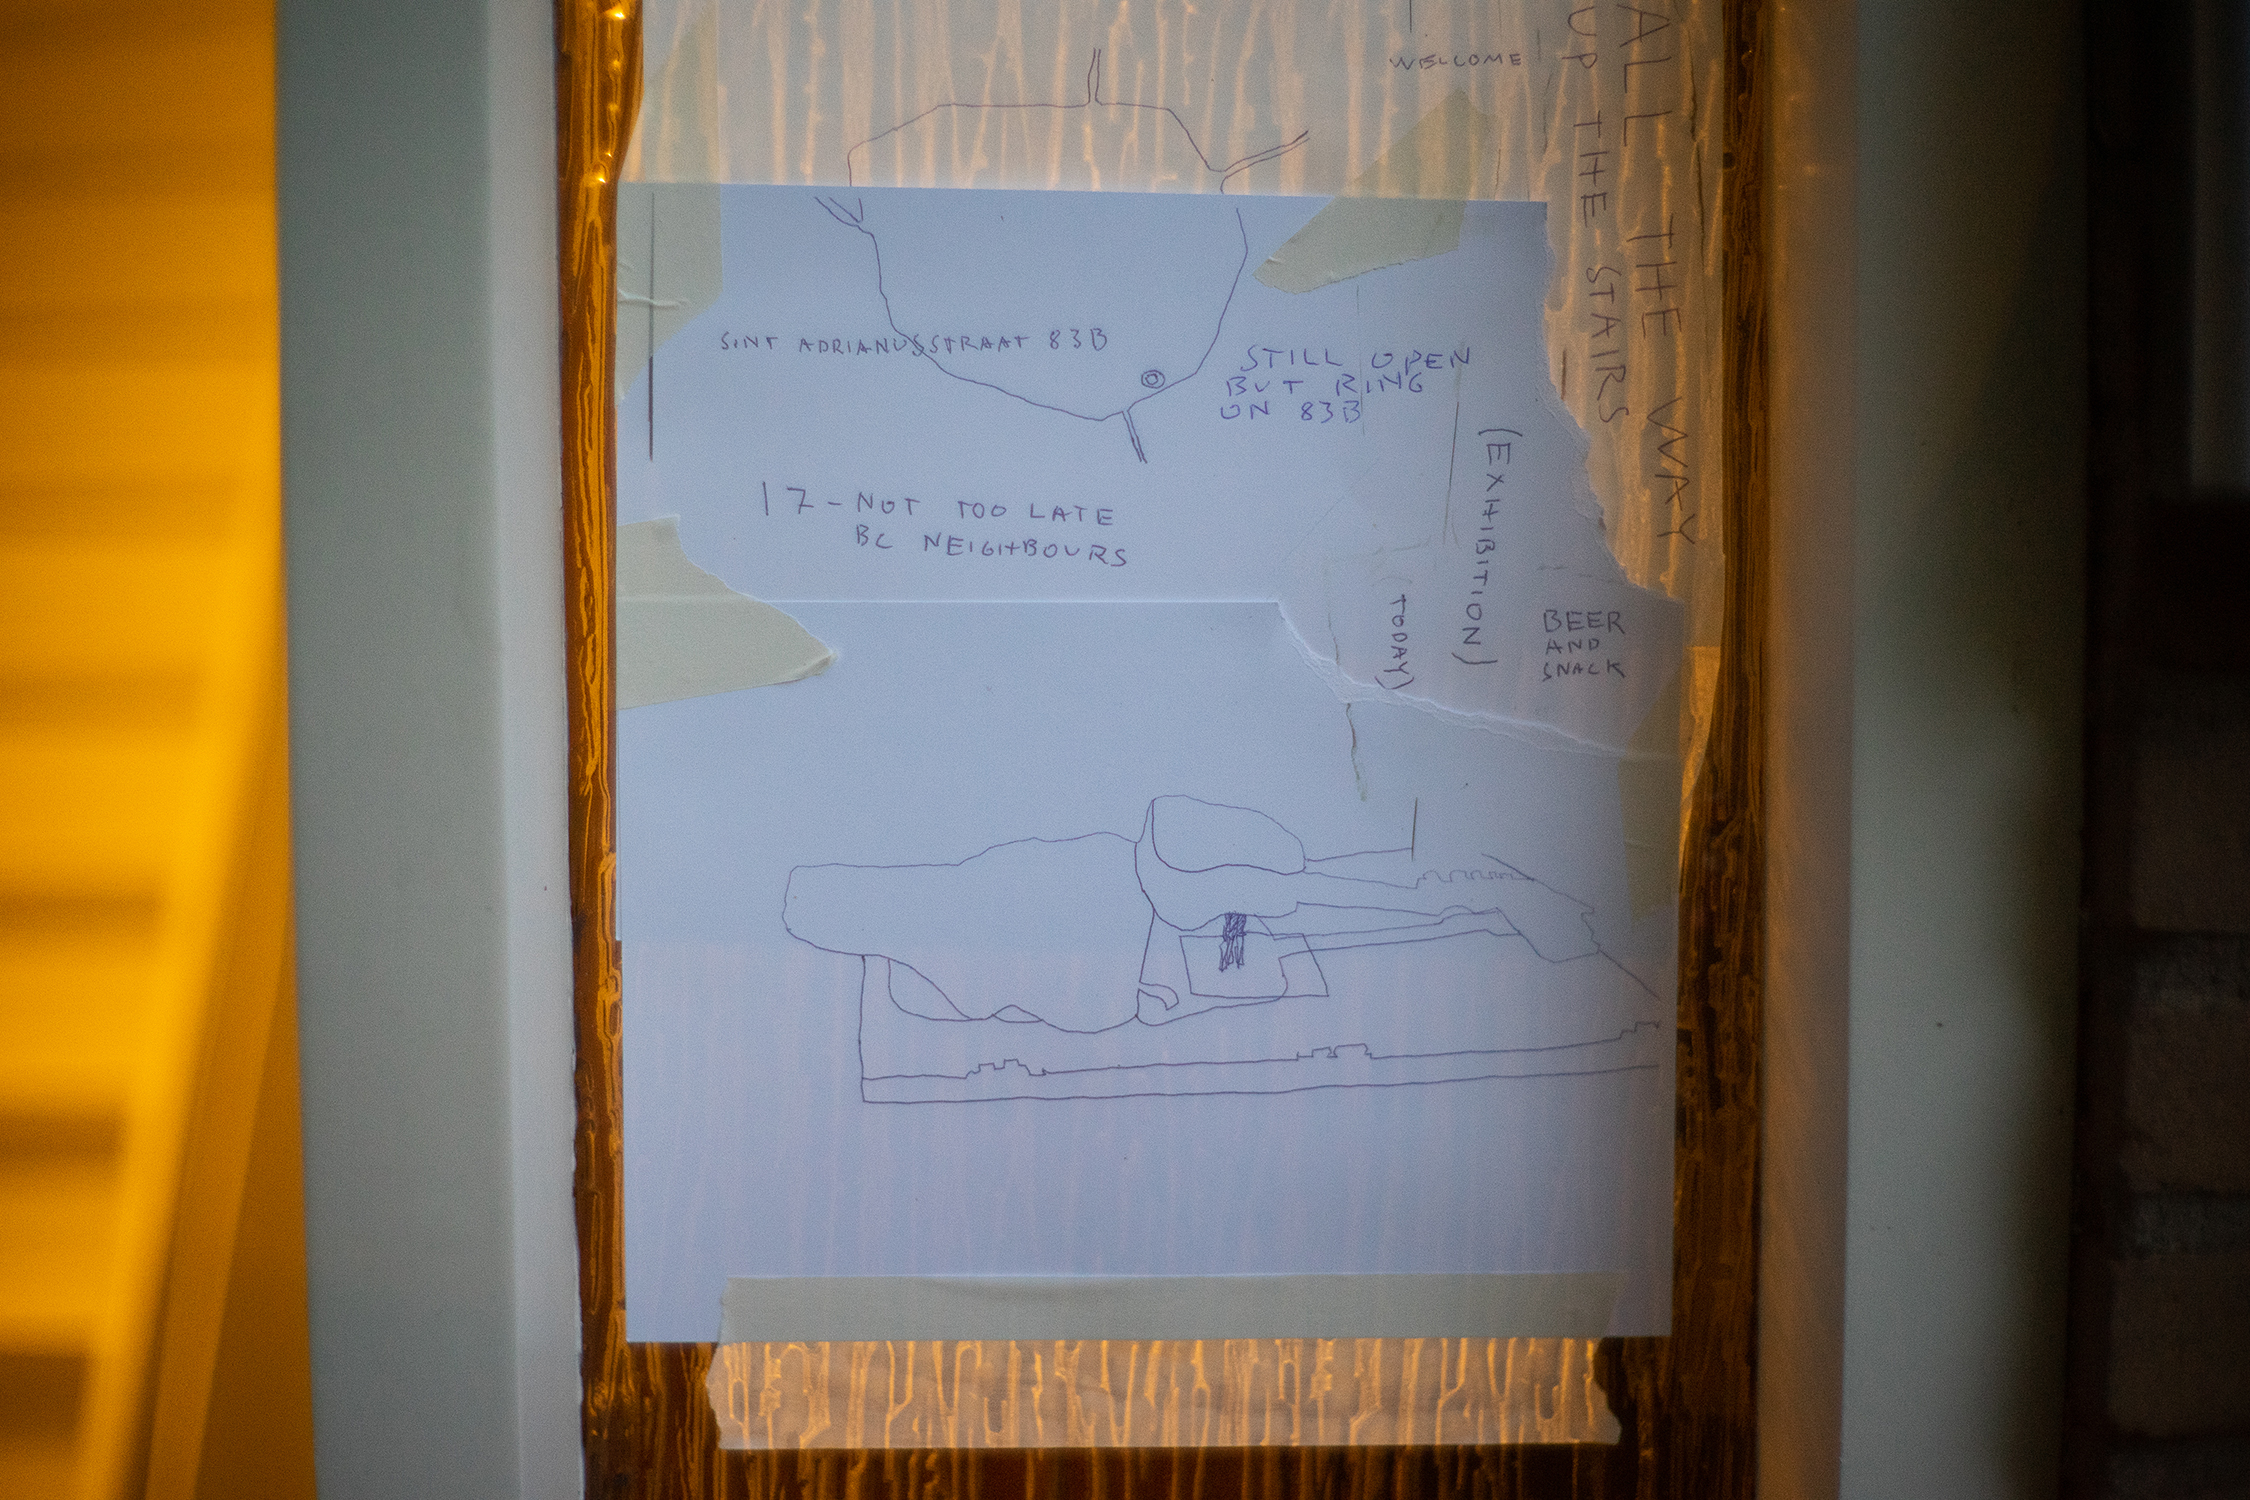 WELCOME
ALL THE WAY
UP THE STAIRS
SINT ADRIANUSSTRAAT 83B
STILL OPEN
BUT RING
ON 83B
17 - NOT TOO LATE
BC NEIGHBOURS
(EXHIBITION)
(TODAY)
BEER
AND
SNACK